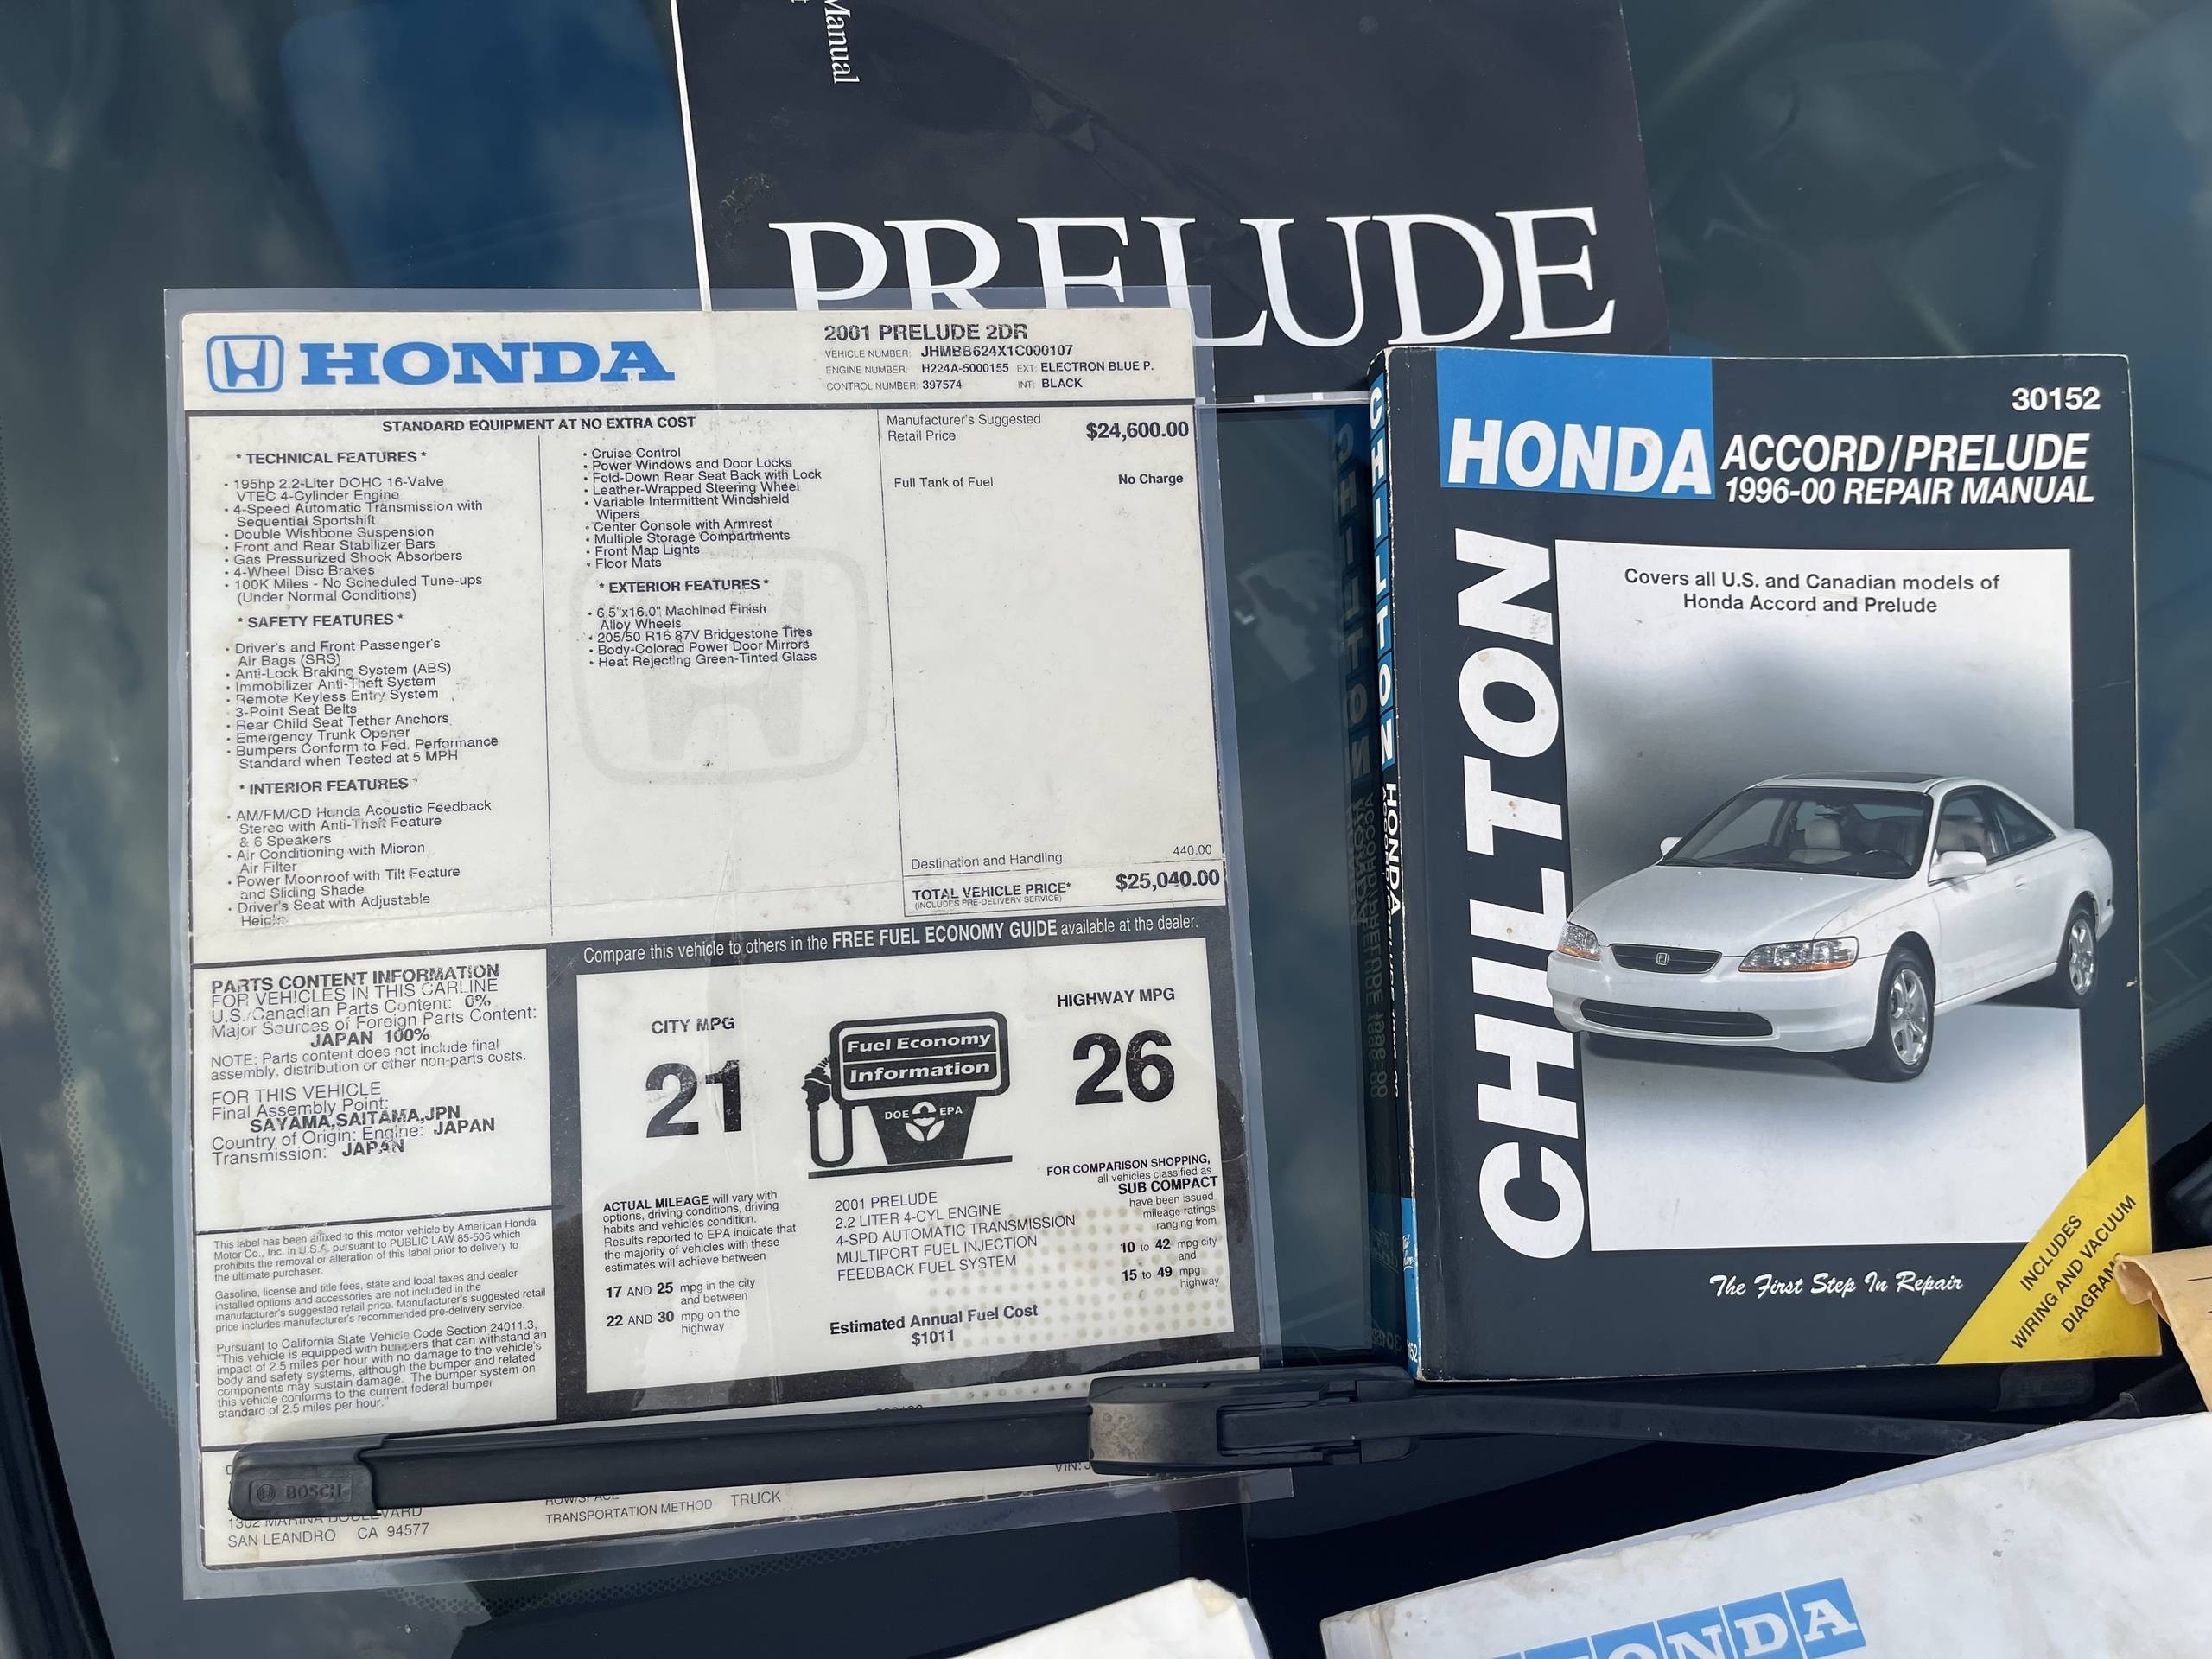 Manual
PRELUDE
HONDA
2001 PRELUDE 2DR
VEHICLE NUMBER: JHMBB624X1C000107
ENGINE NUMBER: H224A-5000155 EXT: ELECTRON BLUE P.
CONTROL NUMBER: 397574 INT: BLACK
STANDARD EQUIPMENT AT NO EXTRA COST
* TECHNICAL FEATURES *
• 195hp 2.2-Liter DOHC 16-Valve
VTEC 4-Cylinder Engine
• 4-Speed Automatic Transmission with
Sequential Sportshift
• Double Wishbone Suspension
• Front and Rear Stabilizer Bars
• Gas Pressurized Shock Absorbers
• 4-Wheel Disc Brakes
• 100K Miles - No Scheduled Tune-ups
(Under Normal Conditions)
* SAFETY FEATURES *
• Driver's and Front Passenger's
Air Bags (SRS)
• Anti-Lock Braking System (ABS)
• Immobilizer Anti-Theft System
• Remote Keyless Entry System
3-Point Seat Belts
• Rear Child Seat Tether Anchors
• Emergency Trunk Opener
• Bumpers Conform to Fed. Performance
Standard when Tested at 5 MPH
* INTERIOR FEATURES *
• AM/FM/CD Honda Acoustic Feedback
Stereo with Anti-Theft Feature
& 6 Speakers
• Air Conditioning with Micron
Air Filter
• Power Moonroof with Tilt Feature
and Sliding Shade
• Driver's Seat with Adjustable
Height
• Cruise Control
• Power Windows and Door Locks
• Fold-Down Rear Seat Back with Lock
• Leather-Wrapped Steering Wheel
• Variable Intermittent Windshield
Wipers
• Center Console with Armrest
• Multiple Storage Compartments
• Front Map Lights
• Floor Mats
* EXTERIOR FEATURES *
• 6.5"x16.0" Machined Finish
Alloy Wheels
• 205/50 R16 87V Bridgestone Tires
• Body-Colored Power Door Mirrors
• Heat Rejecting Green-Tinted Glass
Manufacturer's Suggested
Retail Price $24,600.00
Full Tank of Fuel No Charge
Destination and Handling 440.00
TOTAL VEHICLE PRICE* $25,040.00
(INCLUDES PRE-DELIVERY SERVICE)
PARTS CONTENT INFORMATION
FOR VEHICLES IN THIS CARLINE
U.S./Canadian Parts Content: 0%
Major Sources of Foreign Parts Content:
JAPAN 100%
NOTE: Parts content does not include final
assembly, distribution or other non-parts costs.
FOR THIS VEHICLE
Final Assembly Point:
SAYAMA,SAITAMA,JPN
Country of Origin: Engine: JAPAN
Transmission: JAPAN
This label has been affixed to this motor vehicle by American Honda
Motor Co., Inc. in U.S.A. pursuant to PUBLIC LAW 85-506 which
prohibits the removal or alteration of this label prior to delivery to
the ultimate purchaser.
Gasoline, license and title fees, state and local taxes and dealer
installed options and accessories are not included in the
manufacturer's suggested retail price. Manufacturer's suggested retail
price includes manufacturer's recommended pre-delivery service.
Pursuant to California State Vehicle Code Section 24011.3,
"This vehicle is equipped with bumpers that can withstand an
impact of 2.5 miles per hour with no damage to the vehicle's
body and safety systems, although the bumper and related
components may sustain damage. The bumper system on
this vehicle conforms to the current federal bumper
standard of 2.5 miles per hour."
Compare this vehicle to others in the FREE FUEL ECONOMY GUIDE available at the dealer.
CITY MPG
21
Fuel Economy
Information
DOE EPA
HIGHWAY MPG
26
ACTUAL MILEAGE will vary with
options, driving conditions, driving
habits and vehicles condition.
Results reported to EPA indicate that
the majority of vehicles with these
estimates will achieve between
17 AND 25 mpg in the city
and between
22 AND 30 mpg on the
highway
2001 PRELUDE
2.2 LITER 4-CYL ENGINE
4-SPD AUTOMATIC TRANSMISSION
MULTIPORT FUEL INJECTION
FEEDBACK FUEL SYSTEM
Estimated Annual Fuel Cost
$1011
FOR COMPARISON SHOPPING,
all vehicles classified as
SUB COMPACT
have been issued
mileage ratings
ranging from
10 to 42 mpg city
and
15 to 49 mpg
highway
BOSCH
1302 MARINA BOULEVARD
SAN LEANDRO CA 94577
ROW/SPACE
TRANSPORTATION METHOD TRUCK
VIN:
CHILTON
HONDA
30152
HONDA ACCORD/PRELUDE
1996-00 REPAIR MANUAL
Covers all U.S. and Canadian models of
Honda Accord and Prelude
CHILTON
The First Step In Repair
INCLUDES
WIRING AND VACUUM
DIAGRAM
HONDA